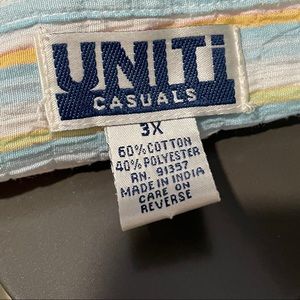 UNiTi
CASUALS
3X
60% COTTON
40% POLYESTER
RN. 91357
MADE IN INDIA
CARE ON
REVERSE